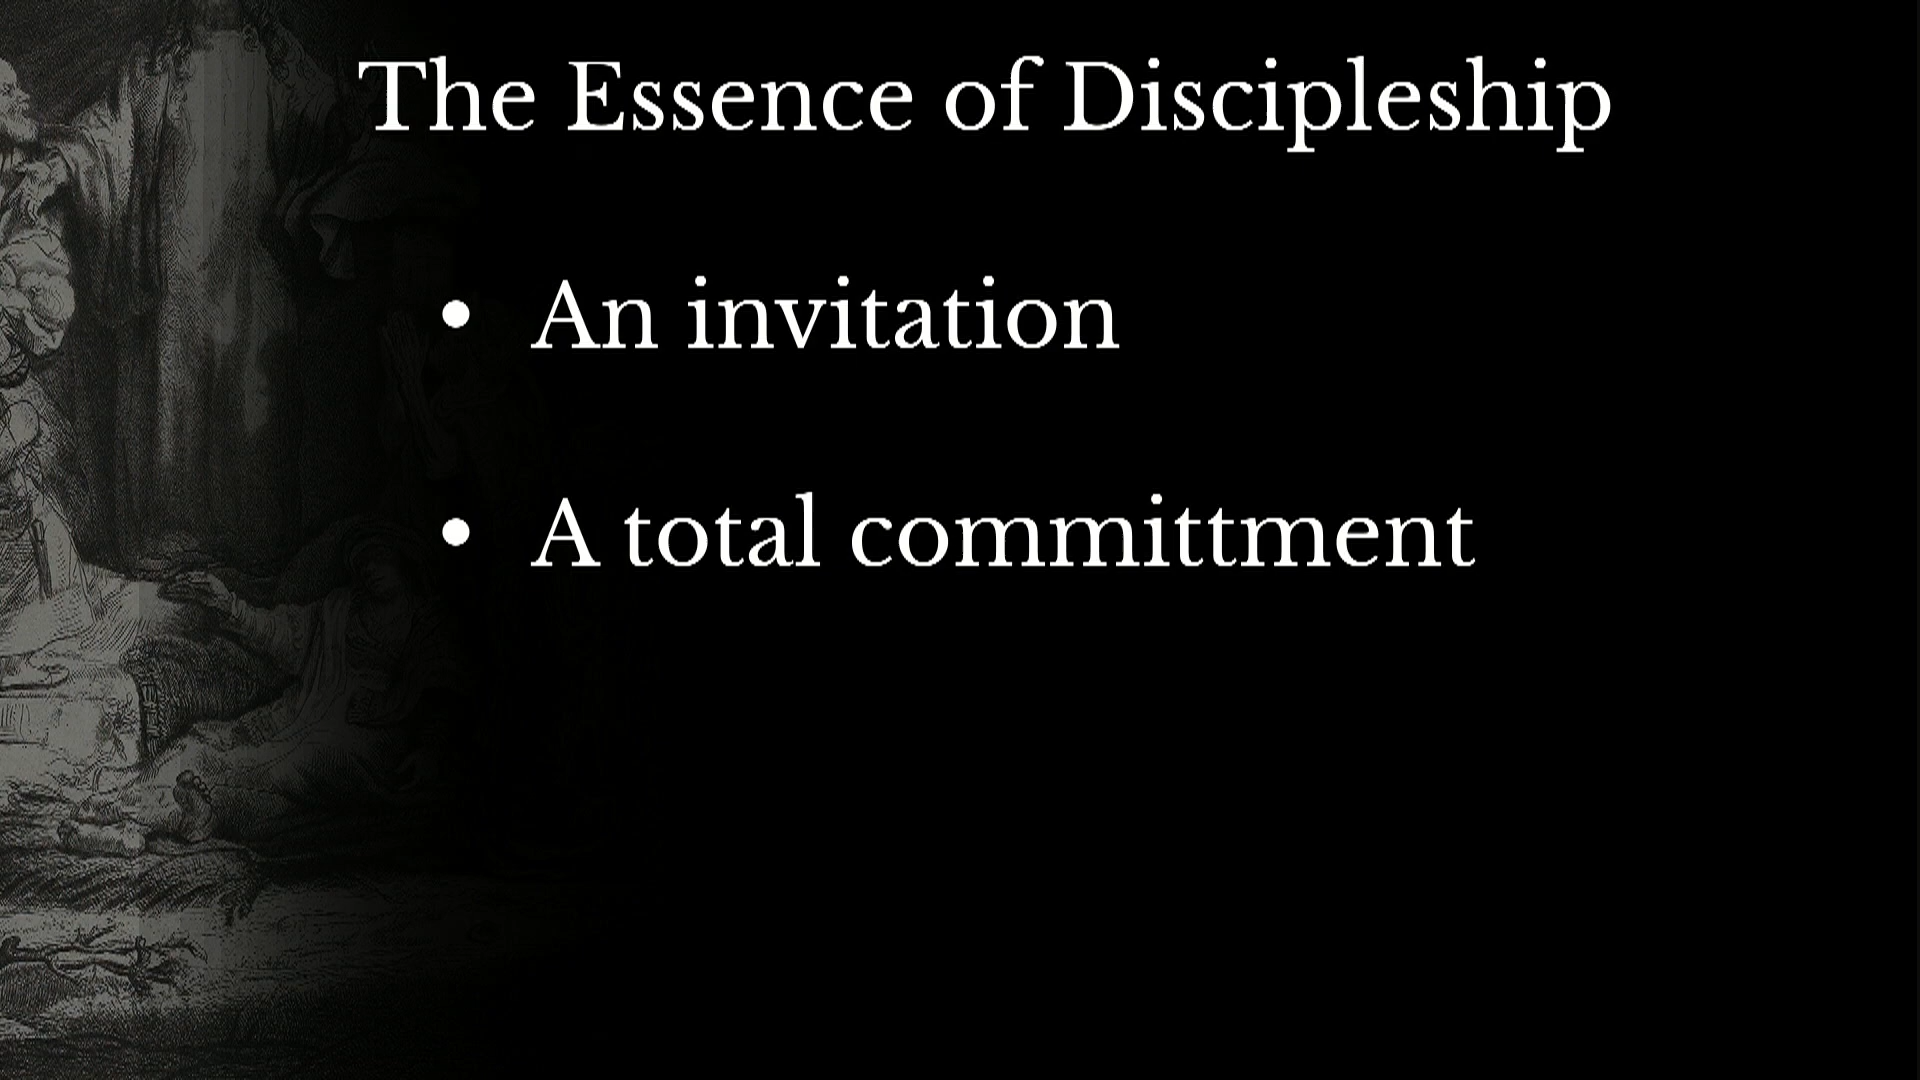 The Essence of Discipleship
• An invitation
• A total committment